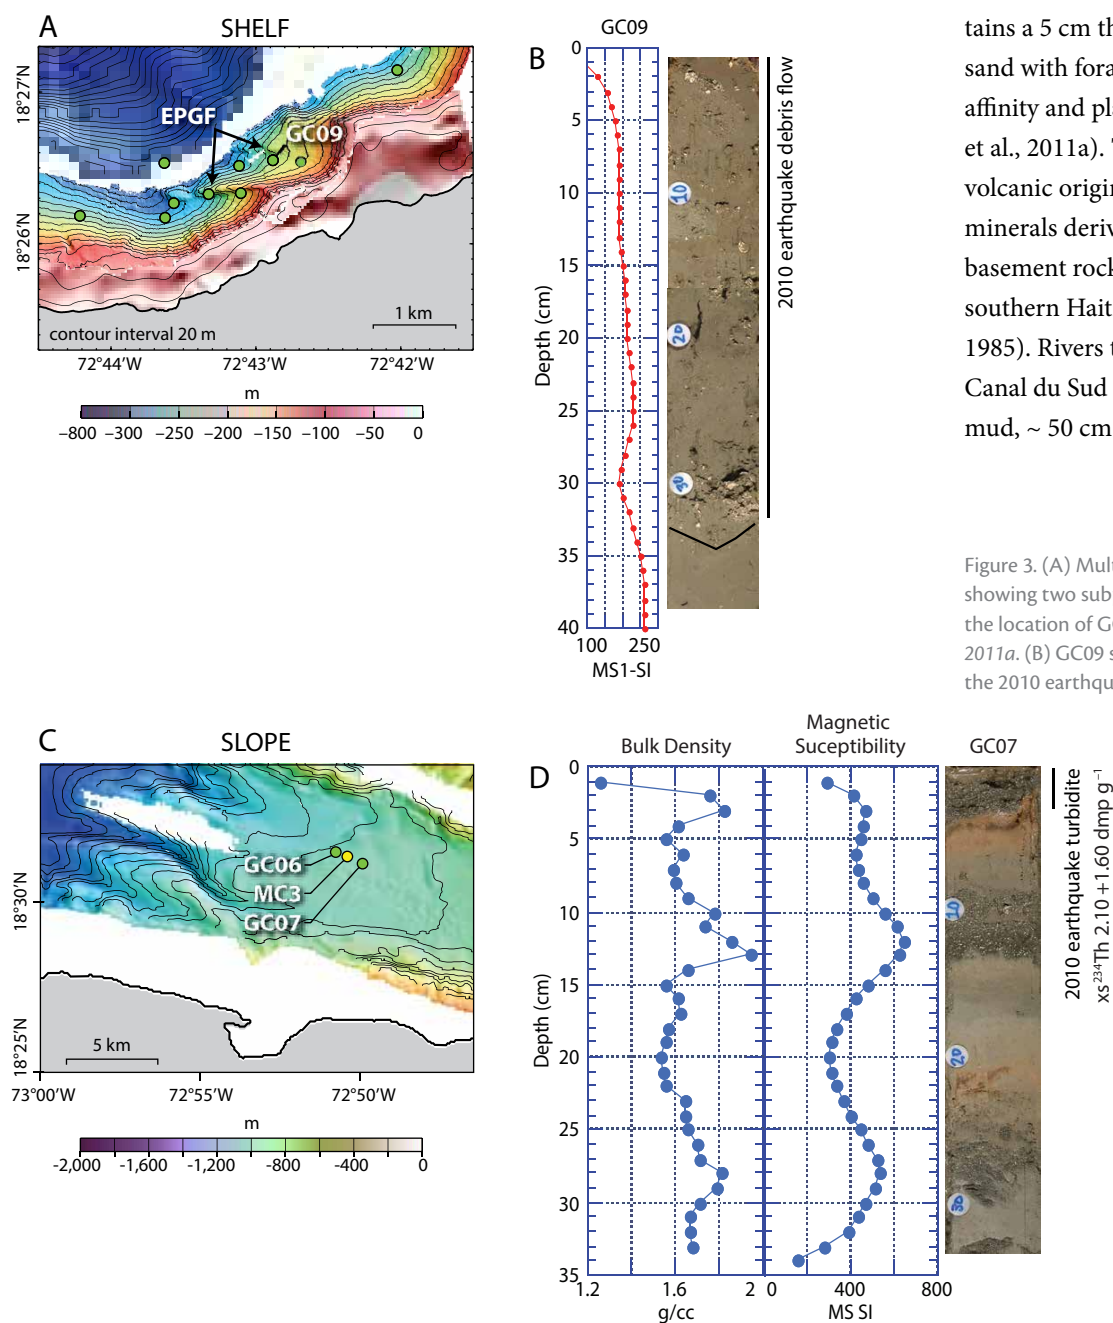 A
SHELF
EPGF
GC09
18°27'N
18°26'N
contour interval 20 m
1 km
72°44'W
72°43'W
72°42'W
m
–800 –300 –250 –200 –150 –100 –50 0
B
GC09
0
5
10
15
20
25
30
35
40
Depth (cm)
100 250
MS1-SI
10
20
30
2010 earthquake debris flow
tains a 5 cm th
sand with fora
affinity and pl
et al., 2011a). T
volcanic origin
minerals deriv
basement rock
southern Hait
1985). Rivers t
Canal du Sud
mud, ~ 50 cm
Figure 3. (A) Mult
showing two sub
the location of GC
2011a. (B) GC09 s
the 2010 earthqu
C
SLOPE
GC06
MC3
GC07
18°30'N
18°25'N
5 km
73°00'W
72°55'W
72°50'W
m
-2,000 -1,600 -1,200 -800 -400 0
D
Bulk Density
Magnetic
Suceptibility
GC07
0
5
10
15
20
25
30
35
Depth (cm)
1.2 1.6 2
g/cc
0 400 800
MS SI
10
20
30
2010 earthquake turbidite
xs ²³⁴Th 2.10 + 1.60 dmp g⁻¹